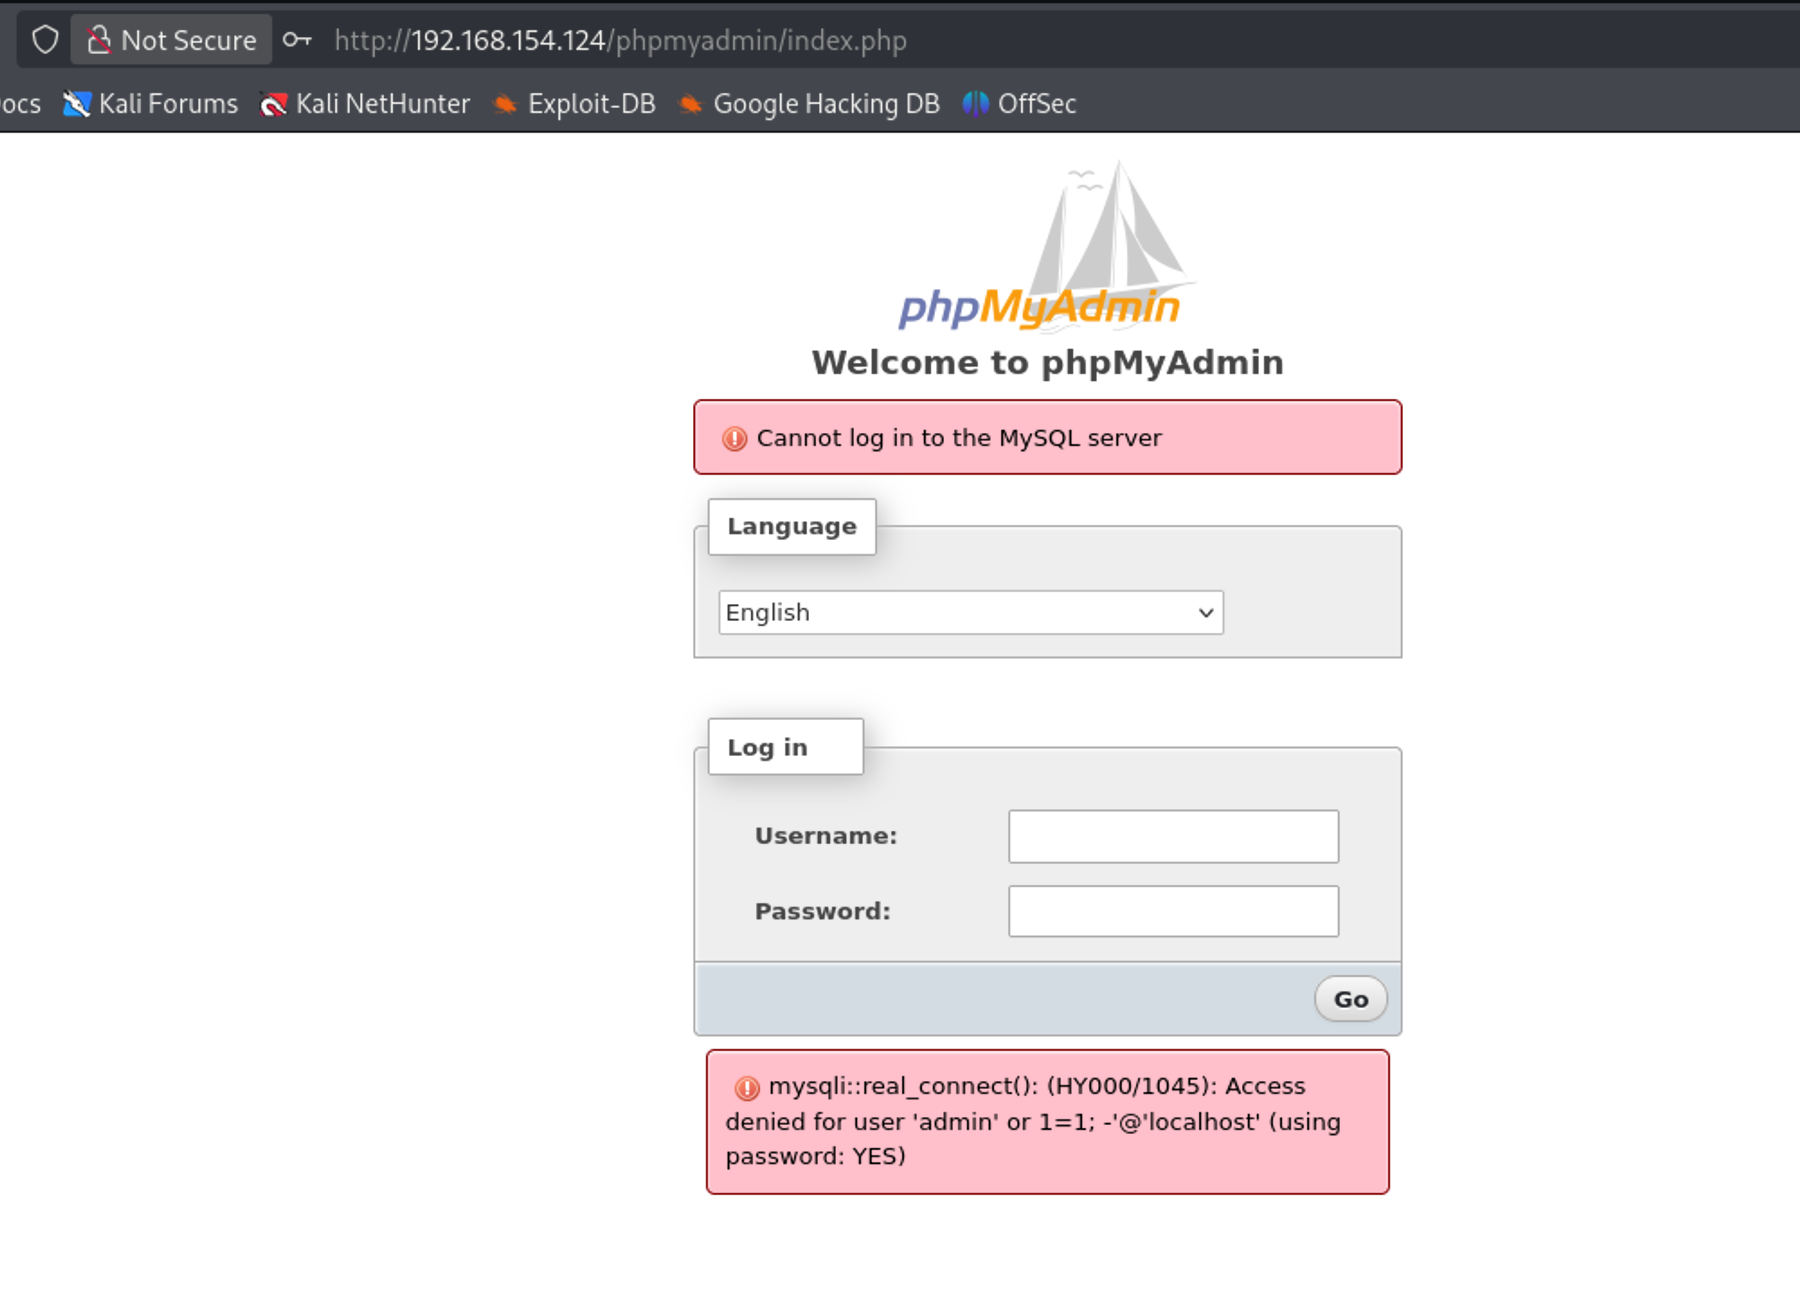 Not Secure http://192.168.154.124/phpmyadmin/index.php
ocs Kali Forums Kali NetHunter Exploit-DB Google Hacking DB OffSec
phpMyAdmin
Welcome to phpMyAdmin
Cannot log in to the MySQL server
Language
English
Log in
Username:
Password:
Go
mysqli::real_connect(): (HY000/1045): Access
denied for user 'admin' or 1=1; -'@'localhost' (using
password: YES)